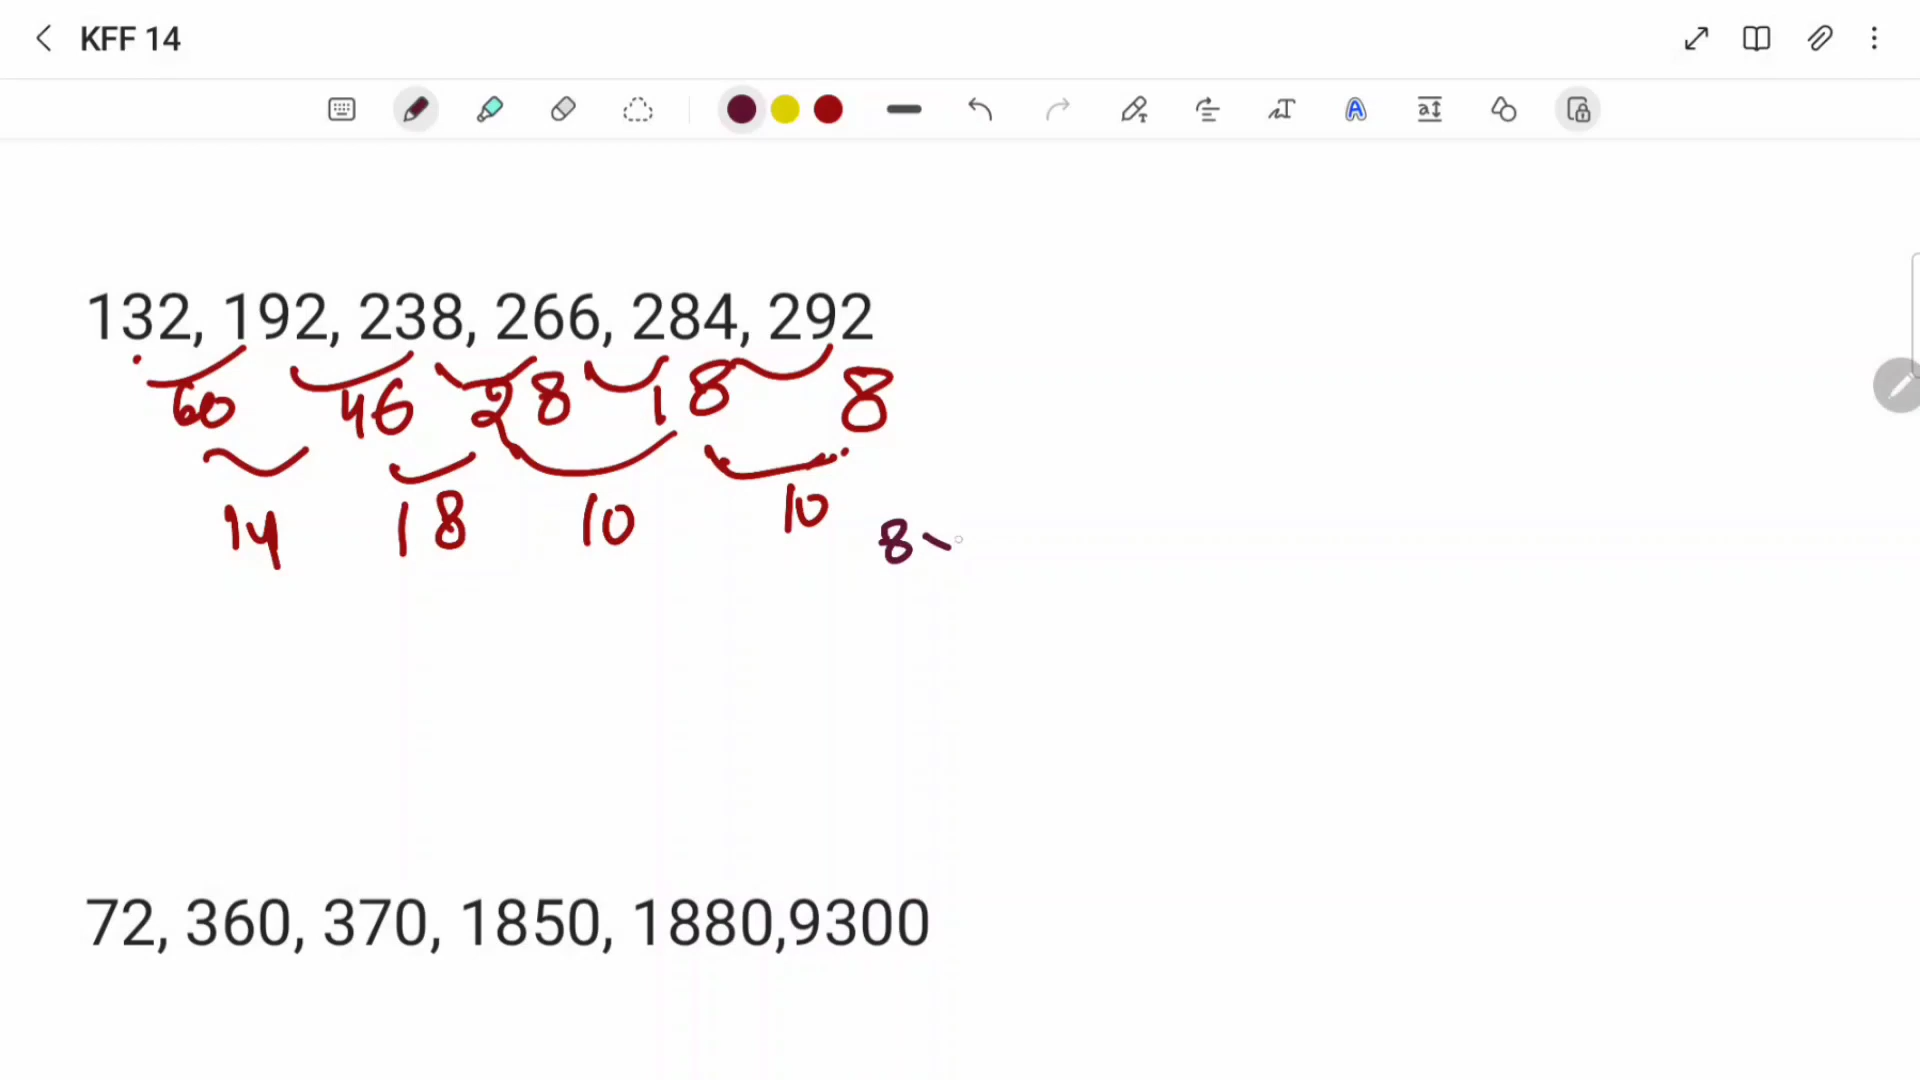 KFF 14
132, 192, 238, 266, 284, 292
60 46 28 18 8
14 18 10 10 8
72, 360, 370, 1850, 1880,9300